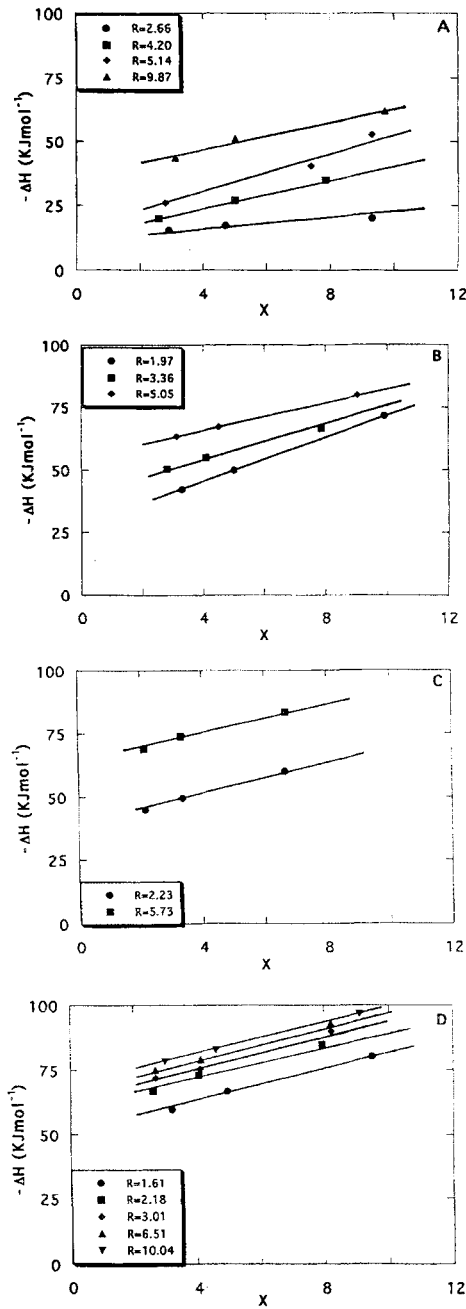 A
R=2.66
R=4.20
R=5.14
R=9.87
100
75
50
25
0
-ΔH (KJmol⁻¹)
0 4 8 12
X
B
R=1.97
R=3.36
R=5.05
100
75
50
25
0
-ΔH (KJmol⁻¹)
0 4 8 12
X
C
100
75
50
25
0
-ΔH (KJmol⁻¹)
R=2.23
R=5.73
0 4 8 12
X
D
100
75
50
25
0
-ΔH (KJmol⁻¹)
R=1.61
R=2.18
R=3.01
R=6.51
R=10.04
0 4 8 12
X